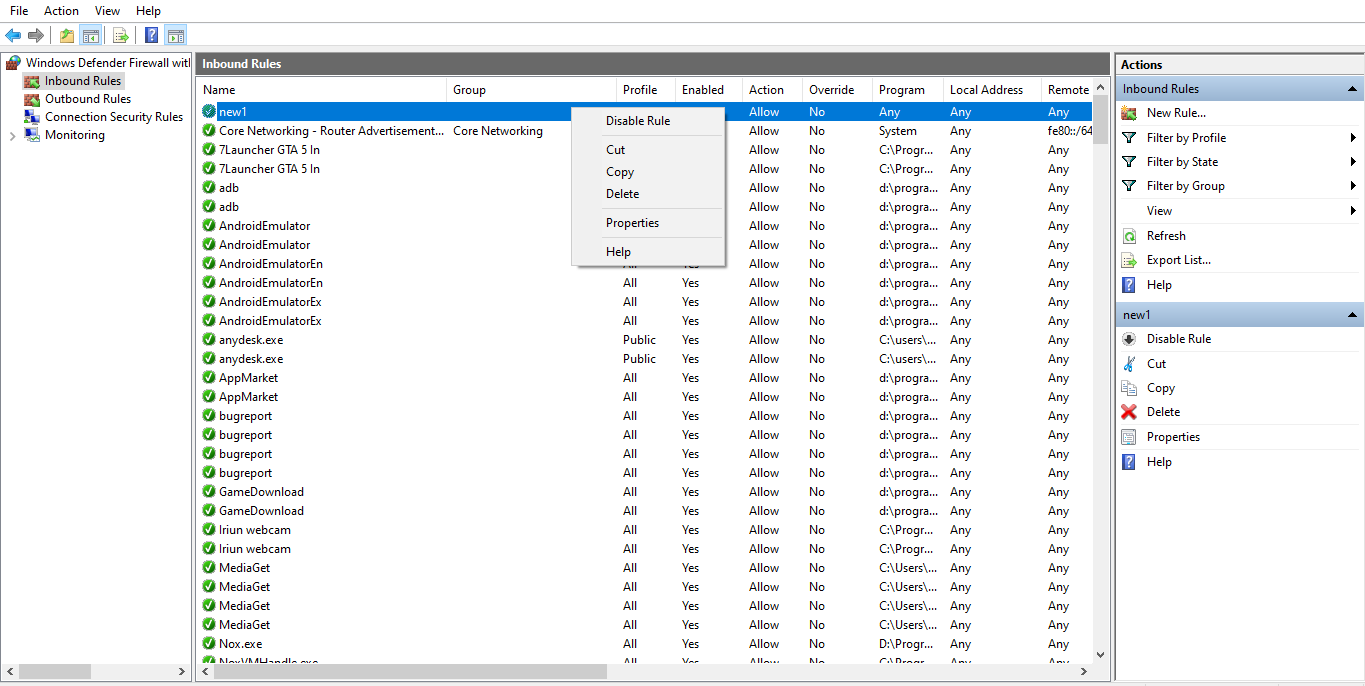 File Action View Help
Windows Defender Firewall with
Inbound Rules
Outbound Rules
Connection Security Rules
Monitoring
Inbound Rules
Name Group Profile Enabled Action Override Program Local Address Remote
new1 Allow No Any Any Any
Core Networking - Router Advertisement... Core Networking Allow No System Any fe80::/64
7Launcher GTA 5 In Allow No C:\Progr... Any Any
7Launcher GTA 5 In Allow No C:\Progr... Any Any
adb Allow No d:\progra... Any Any
adb Allow No d:\progra... Any Any
AndroidEmulator Allow No d:\progra... Any Any
AndroidEmulator Allow No d:\progra... Any Any
AndroidEmulatorEn All Yes Allow No d:\progra... Any Any
AndroidEmulatorEn All Yes Allow No d:\progra... Any Any
AndroidEmulatorEx All Yes Allow No d:\progra... Any Any
AndroidEmulatorEx All Yes Allow No d:\progra... Any Any
anydesk.exe Public Yes Allow No C:\users\... Any Any
anydesk.exe Public Yes Allow No C:\users\... Any Any
AppMarket All Yes Allow No d:\progra... Any Any
AppMarket All Yes Allow No d:\progra... Any Any
bugreport All Yes Allow No d:\progra... Any Any
bugreport All Yes Allow No d:\progra... Any Any
bugreport All Yes Allow No d:\progra... Any Any
bugreport All Yes Allow No d:\progra... Any Any
GameDownload All Yes Allow No d:\progra... Any Any
GameDownload All Yes Allow No d:\progra... Any Any
Iriun webcam All Yes Allow No C:\Progr... Any Any
Iriun webcam All Yes Allow No C:\Progr... Any Any
MediaGet All Yes Allow No C:\Users\... Any Any
MediaGet All Yes Allow No C:\Users\... Any Any
MediaGet All Yes Allow No C:\Users\... Any Any
MediaGet All Yes Allow No C:\Users\... Any Any
Nox.exe All Yes Allow No D:\Progr... Any Any
NoxVMHandle.exe All Yes Allow No C:\Progr... Any Any
Disable Rule
Cut
Copy
Delete
Properties
Help
Actions
Inbound Rules
New Rule...
Filter by Profile
Filter by State
Filter by Group
View
Refresh
Export List...
Help
new1
Disable Rule
Cut
Copy
Delete
Properties
Help